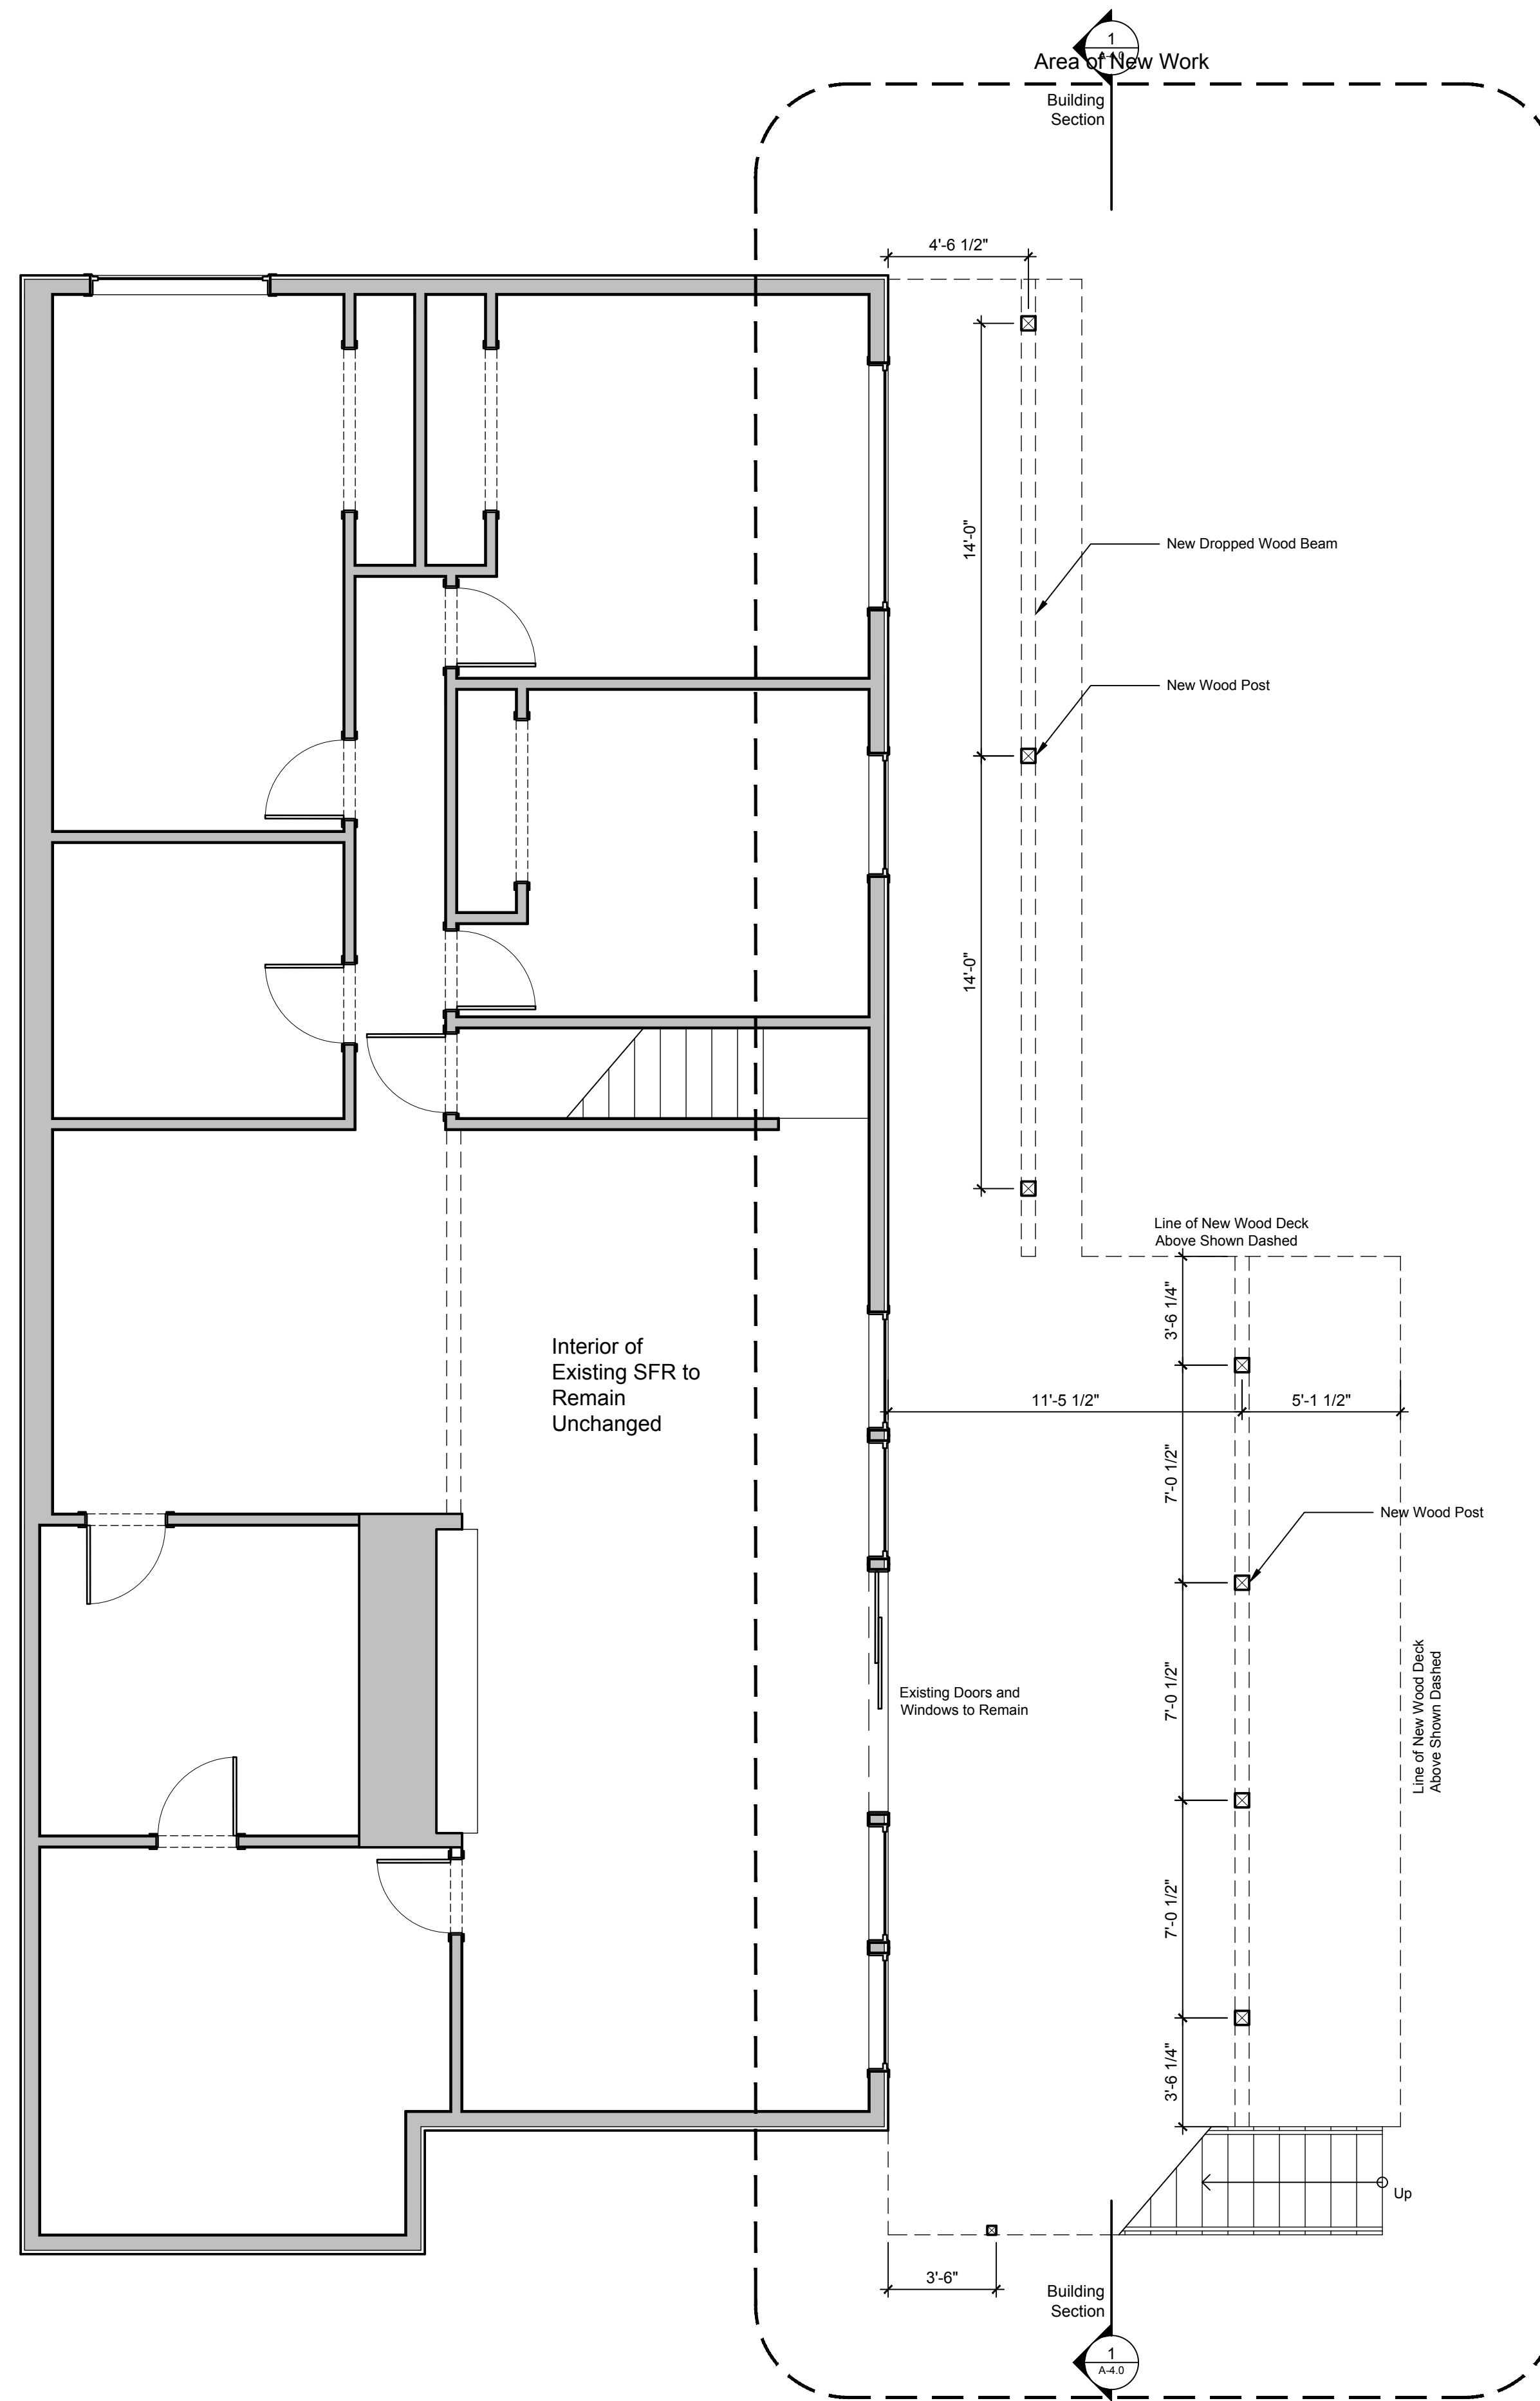 1
A-4.0
Area of New Work
Building
Section
4'-6 1/2"
14'-0"
New Dropped Wood Beam
New Wood Post
14'-0"
Line of New Wood Deck
Above Shown Dashed
3'-6 1/4"
Interior of
Existing SFR to
Remain
Unchanged
11'-5 1/2"
5'-1 1/2"
7'-0 1/2"
New Wood Post
7'-0 1/2"
Existing Doors and
Windows to Remain
Line of New Wood Deck
Above Shown Dashed
7'-0 1/2"
3'-6 1/4"
Up
3'-6"
Building
Section
1
A-4.0